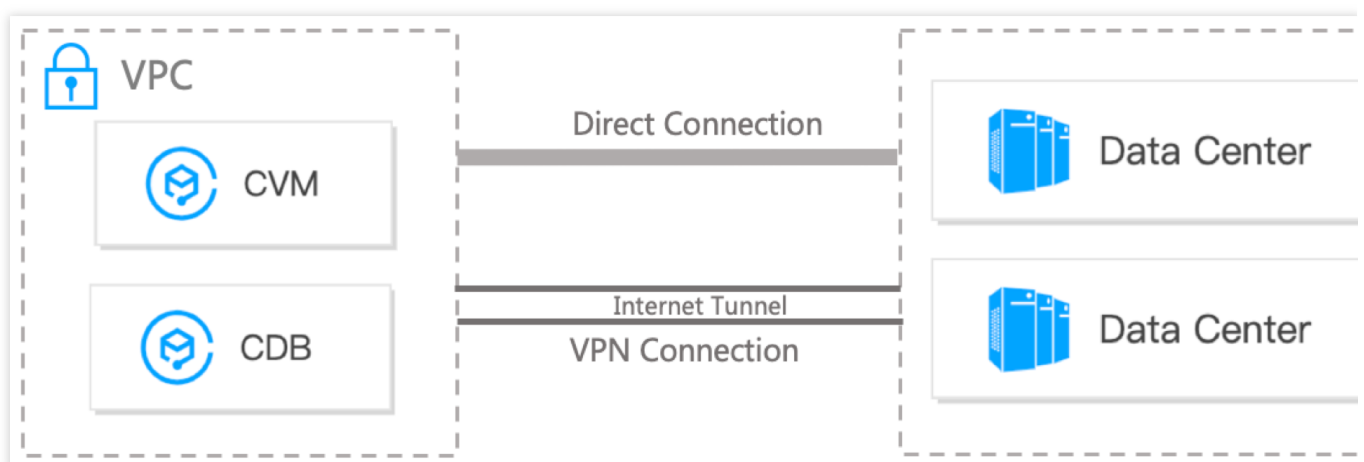 VPC
CVM
CDB
Direct Connection
Internet Tunnel
VPN Connection
Data Center
Data Center